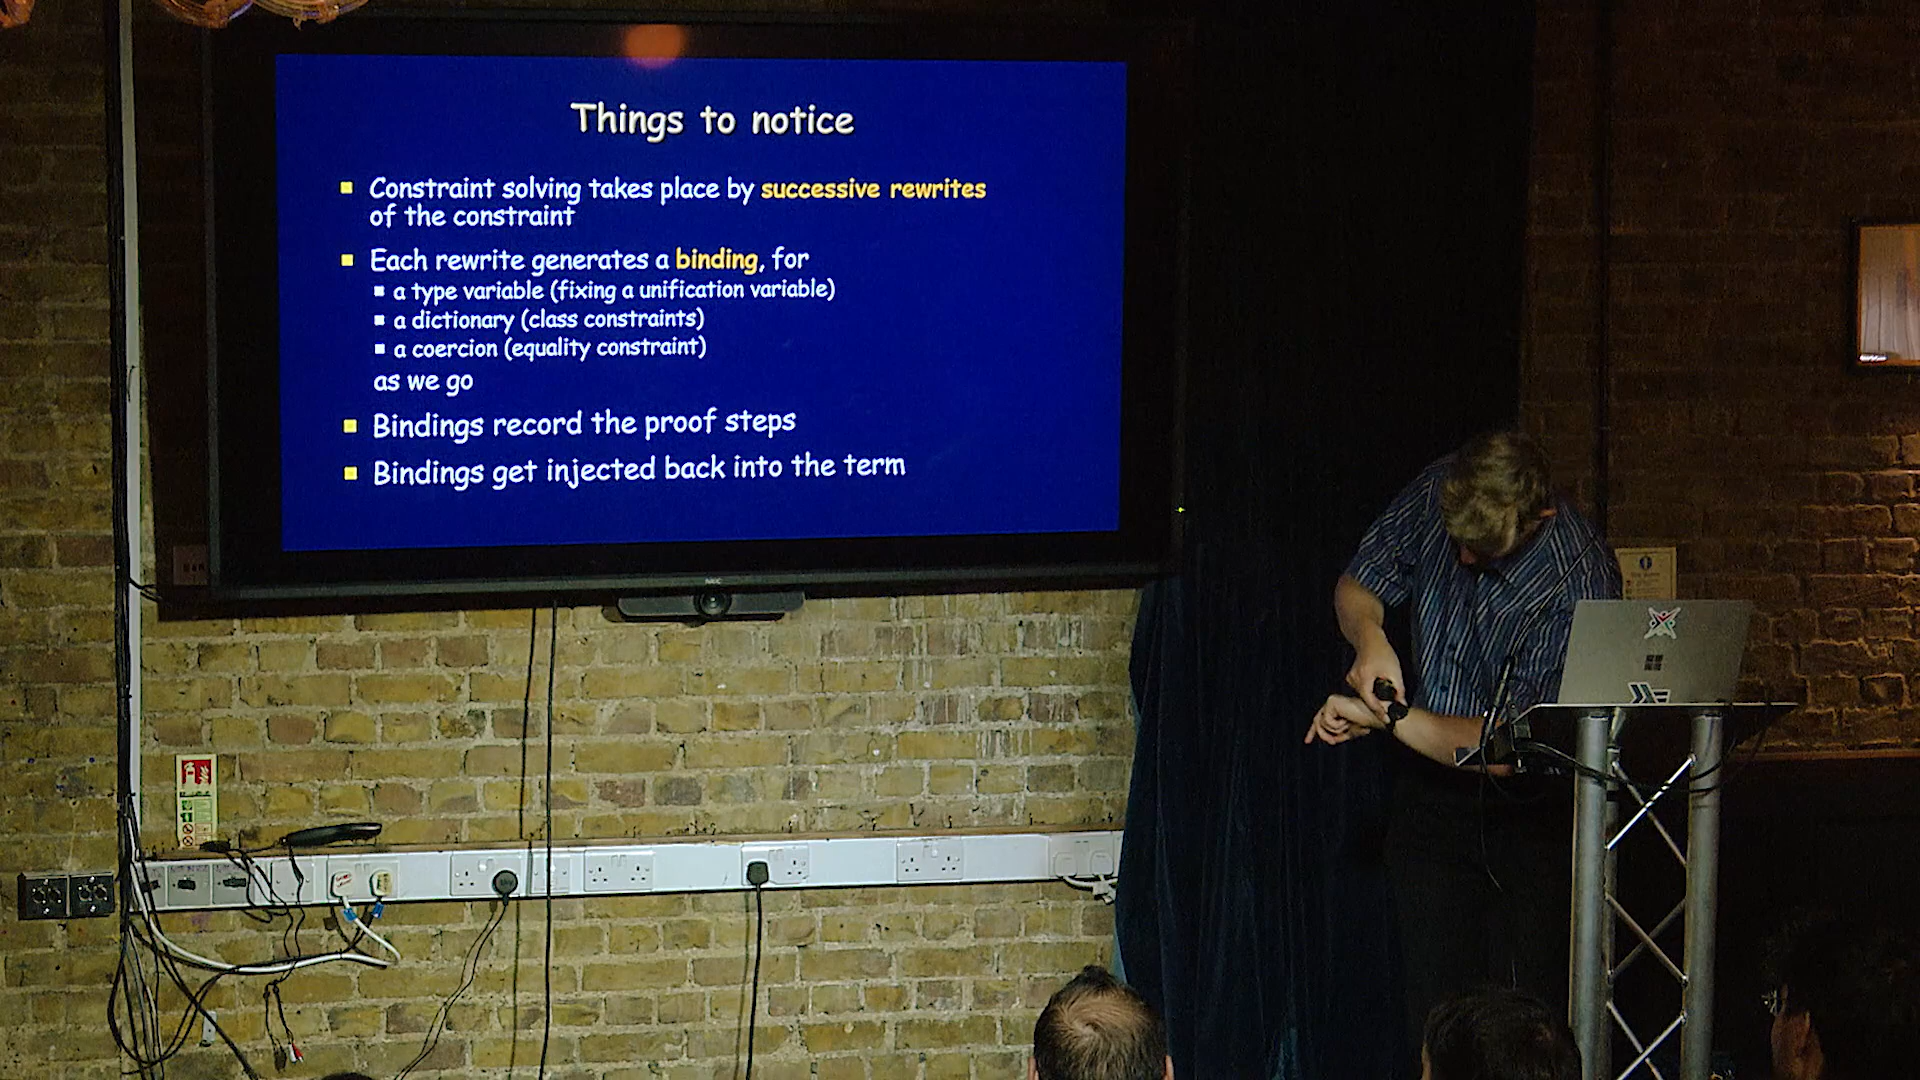 Things to notice
Constraint solving takes place by successive rewrites
of the constraint
Each rewrite generates a binding, for
a type variable (fixing a unification variable)
a dictionary (class constraints)
a coercion (equality constraint)
as we go
Bindings record the proof steps
Bindings get injected back into the term
NEC